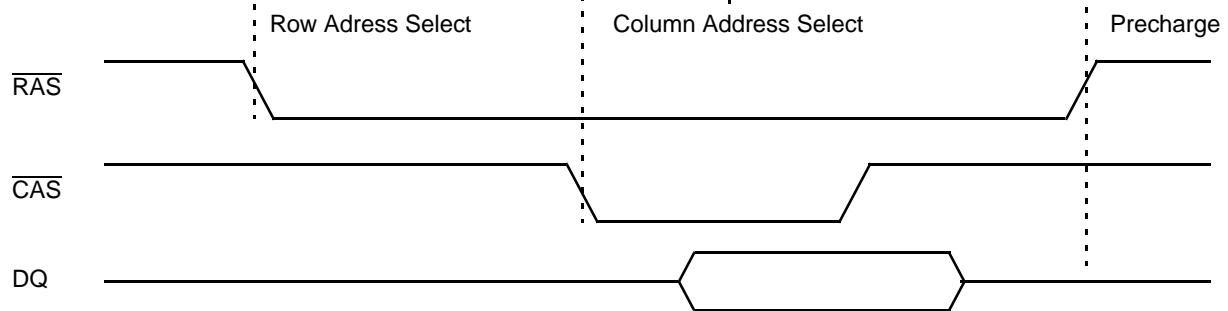 Row Adress Select
Column Address Select
Precharge
RAS
CAS
DQ